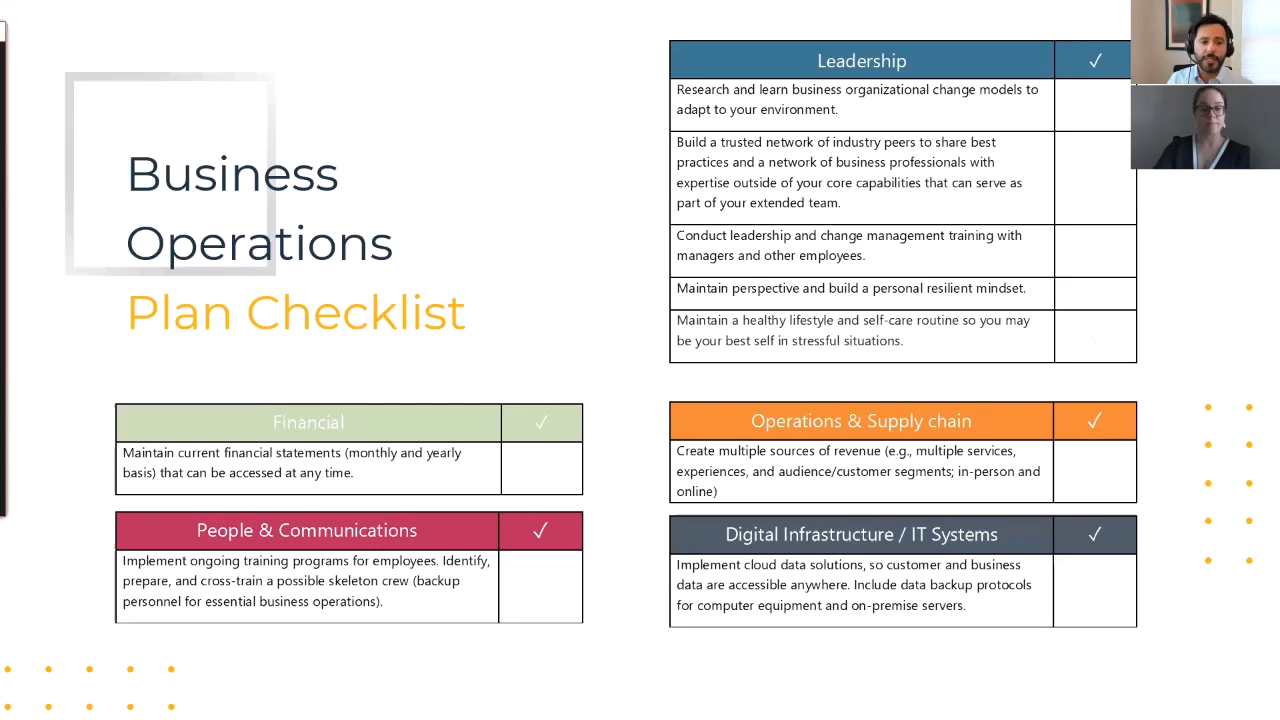 Business
Operations
Plan Checklist
Leadership ✓
Research and learn business organizational change models to
adapt to your environment.
Build a trusted network of industry peers to share best
practices and a network of business professionals with
expertise outside of your core capabilities that can serve as
part of your extended team.
Conduct leadership and change management training with
managers and other employees.
Maintain perspective and build a personal resilient mindset.
Maintain a healthy lifestyle and self-care routine so you may
be your best self in stressful situations.
Financial ✓
Maintain current financial statements (monthly and yearly
basis) that can be accessed at any time.
People & Communications ✓
Implement ongoing training programs for employees. Identify,
prepare, and cross-train a possible skeleton crew (backup
personnel for essential business operations).
Operations & Supply chain ✓
Create multiple sources of revenue (e.g., multiple services,
experiences, and audience/customer segments; in-person and
online)
Digital Infrastructure / IT Systems ✓
Implement cloud data solutions, so customer and business
data are accessible anywhere. Include data backup protocols
for computer equipment and on-premise servers.